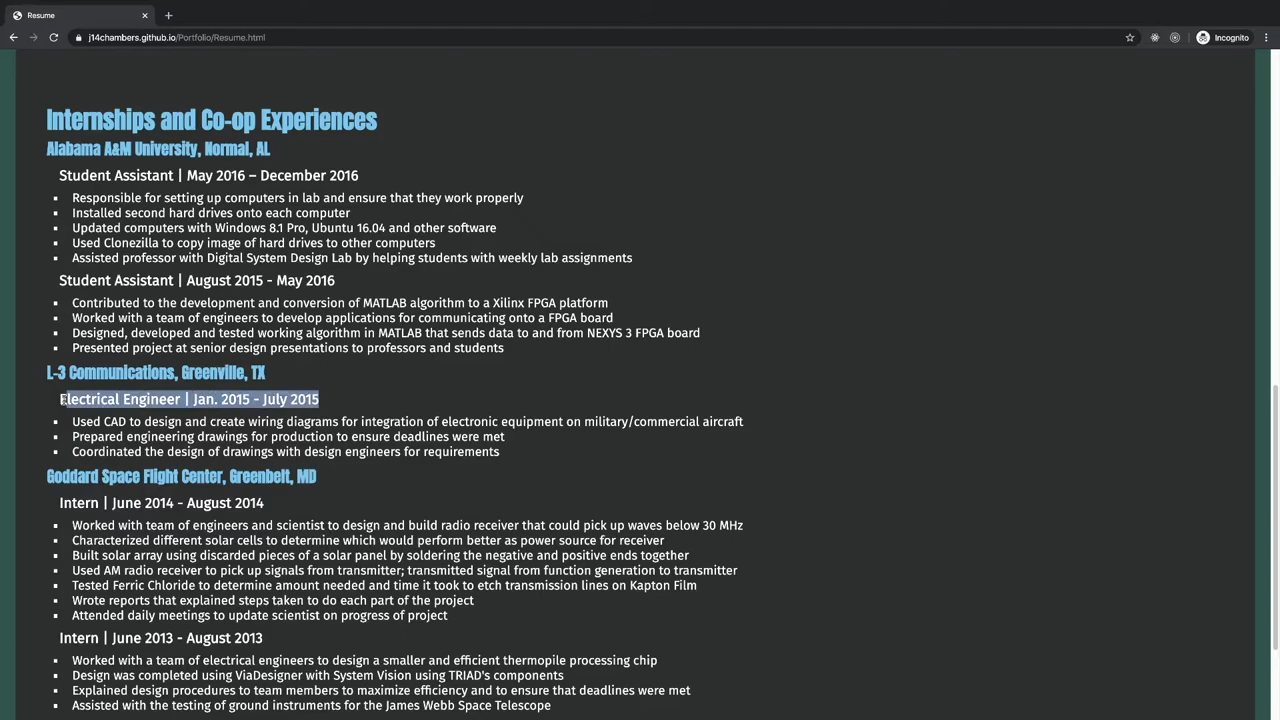 Resume
j14chambers.github.io/Portfolio/Resume.html
Incognito
Internships and Co-op Experiences
Alabama A&M University, Normal, AL
Student Assistant | May 2016 – December 2016
▪ Responsible for setting up computers in lab and ensure that they work properly
▪ Installed second hard drives onto each computer
▪ Updated computers with Windows 8.1 Pro, Ubuntu 16.04 and other software
▪ Used Clonezilla to copy image of hard drives to other computers
▪ Assisted professor with Digital System Design Lab by helping students with weekly lab assignments
Student Assistant | August 2015 - May 2016
▪ Contributed to the development and conversion of MATLAB algorithm to a Xilinx FPGA platform
▪ Worked with a team of engineers to develop applications for communicating onto a FPGA board
▪ Designed, developed and tested working algorithm in MATLAB that sends data to and from NEXYS 3 FPGA board
▪ Presented project at senior design presentations to professors and students
L-3 Communications, Greenville, TX
Electrical Engineer | Jan. 2015 - July 2015
▪ Used CAD to design and create wiring diagrams for integration of electronic equipment on military/commercial aircraft
▪ Prepared engineering drawings for production to ensure deadlines were met
▪ Coordinated the design of drawings with design engineers for requirements
Goddard Space Flight Center, Greenbelt, MD
Intern | June 2014 - August 2014
▪ Worked with team of engineers and scientist to design and build radio receiver that could pick up waves below 30 MHz
▪ Characterized different solar cells to determine which would perform better as power source for receiver
▪ Built solar array using discarded pieces of a solar panel by soldering the negative and positive ends together
▪ Used AM radio receiver to pick up signals from transmitter; transmitted signal from function generation to transmitter
▪ Tested Ferric Chloride to determine amount needed and time it took to etch transmission lines on Kapton Film
▪ Wrote reports that explained steps taken to do each part of the project
▪ Attended daily meetings to update scientist on progress of project
Intern | June 2013 - August 2013
▪ Worked with a team of electrical engineers to design a smaller and efficient thermopile processing chip
▪ Design was completed using ViaDesigner with System Vision using TRIAD's components
▪ Explained design procedures to team members to maximize efficiency and to ensure that deadlines were met
▪ Assisted with the testing of ground instruments for the James Webb Space Telescope